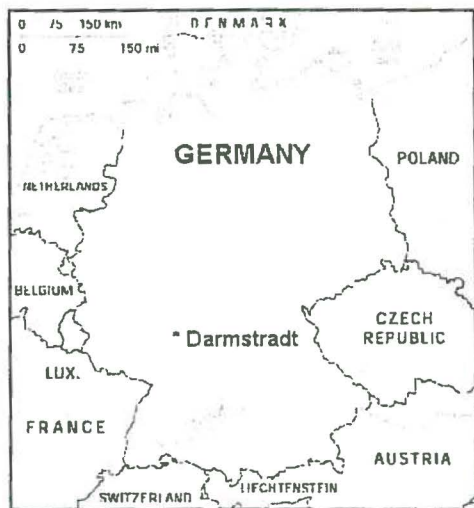 0 75 150 km
0 75 150 mi
DENMARK
GERMANY
POLAND
NETHERLANDS
BELGIUM
CZECH
REPUBLIC
* Darmstradt
LUX.
FRANCE
AUSTRIA
SWITZERLAND
LIECHTENSTEIN